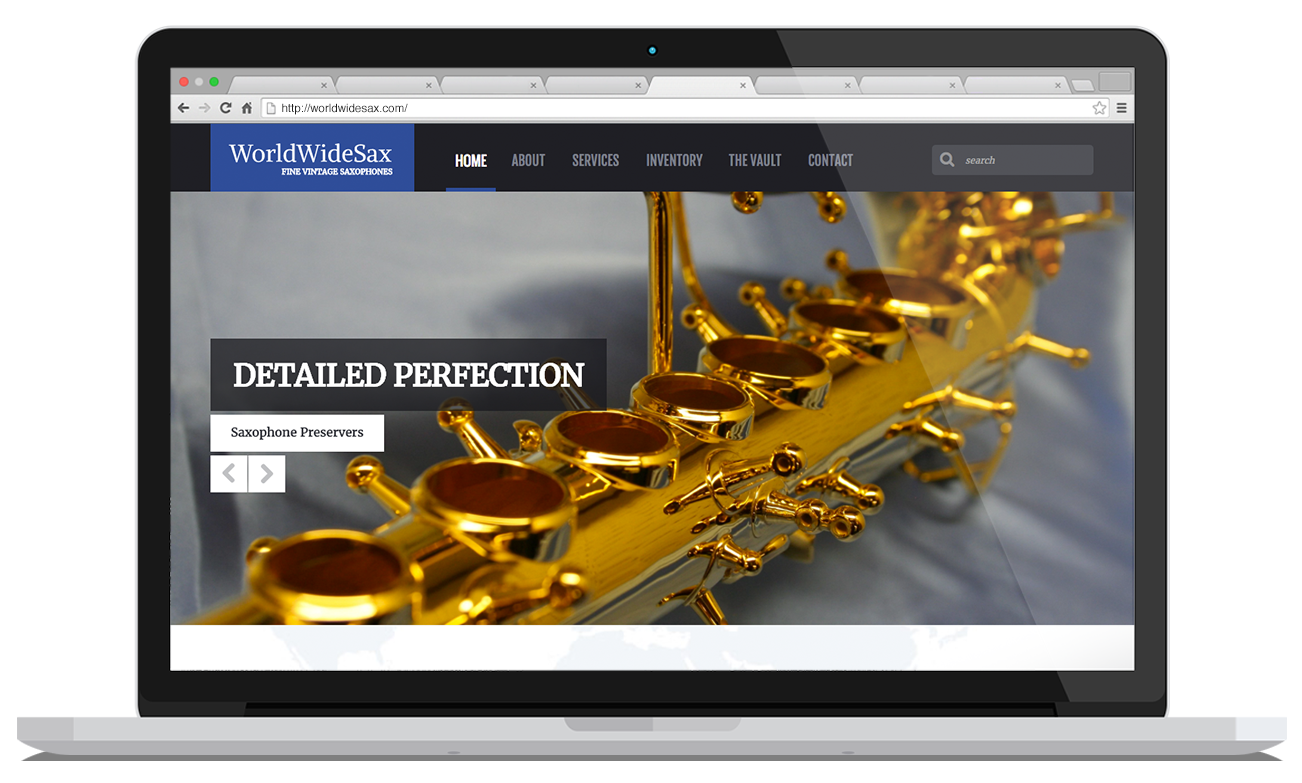 http://worldwidesax.com/
WorldWideSax
FINE VINTAGE SAXOPHONES
HOME ABOUT SERVICES INVENTORY THE VAULT CONTACT
search
DETAILED PERFECTION
Saxophone Preservers